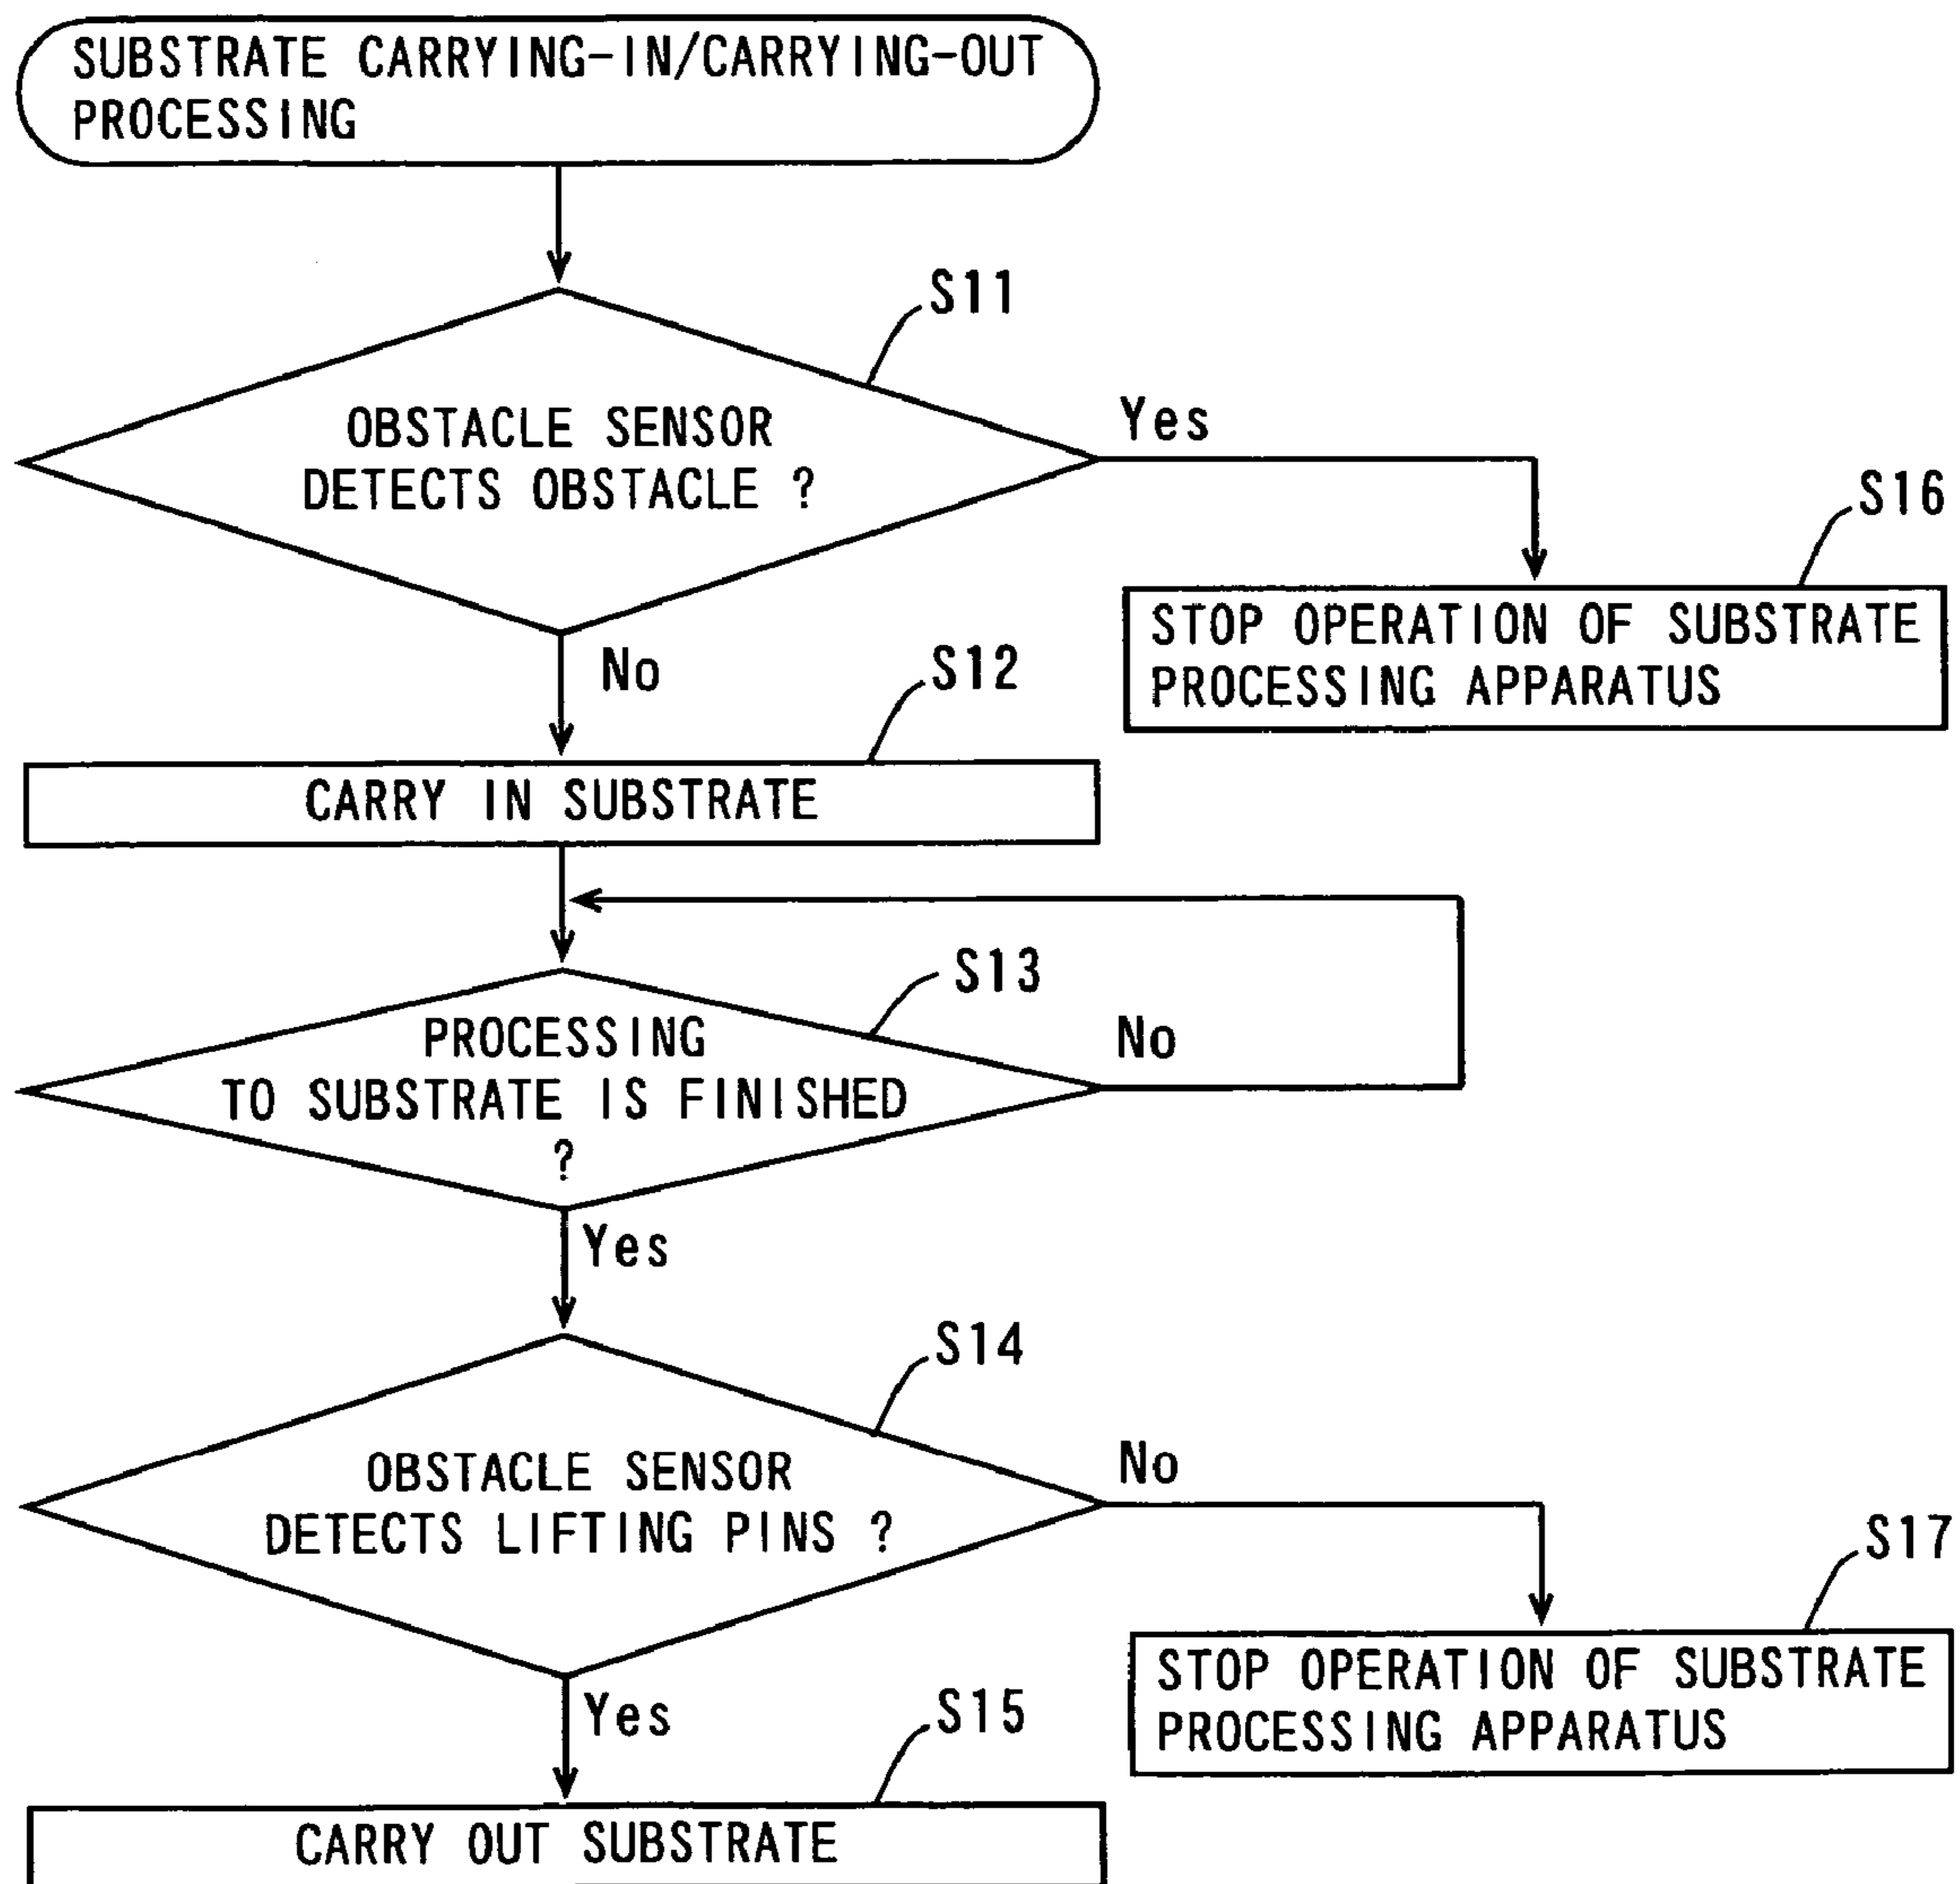 SUBSTRATE CARRYING-IN/CARRYING-OUT
PROCESSING
S11
OBSTACLE SENSOR
DETECTS OBSTACLE ?
Yes
S16
STOP OPERATION OF SUBSTRATE
PROCESSING APPARATUS
No
S12
CARRY IN SUBSTRATE
S13
PROCESSING
TO SUBSTRATE IS FINISHED
?
No
Yes
S14
OBSTACLE SENSOR
DETECTS LIFTING PINS ?
No
S17
STOP OPERATION OF SUBSTRATE
PROCESSING APPARATUS
Yes
S15
CARRY OUT SUBSTRATE